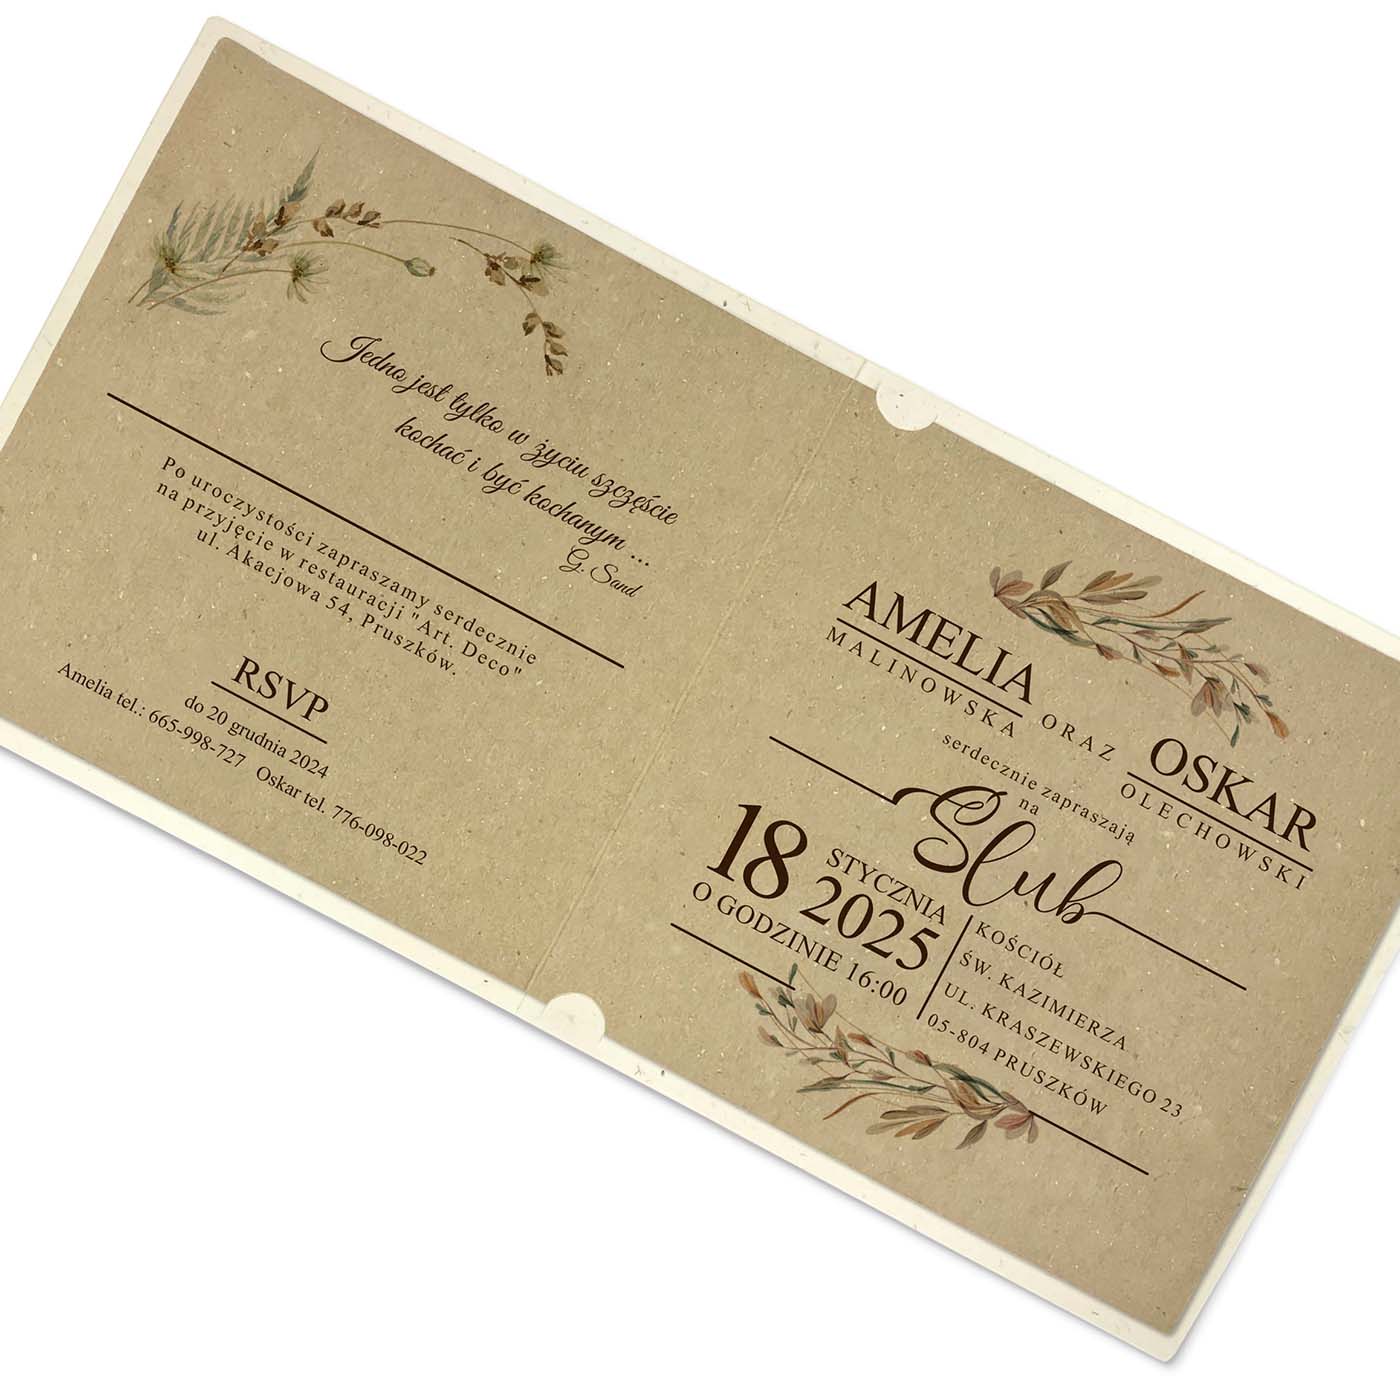 Jedno jest tylko w życiu szczęście
kochać i być kochanym ...
G. Sand
Po uroczystości zapraszamy serdecznie
na przyjęcie w restauracji "Art. Deco"
ul. Akacjowa 54, Pruszków.
RSVP
do 20 grudnia 2024
Amelia tel.: 665-998-727 Oskar tel. 776-098-022
AMELIA
MALINOWSKA
ORAZ
OSKAR
OLECHOWSKI
serdecznie zapraszają
na
Ślub
18 STYCZNIA
2025
O GODZINIE 16:00
KOŚCIÓŁ
ŚW. KAZIMIERZA
UL. KRASZEWSKIEGO 23
05-804 PRUSZKÓW